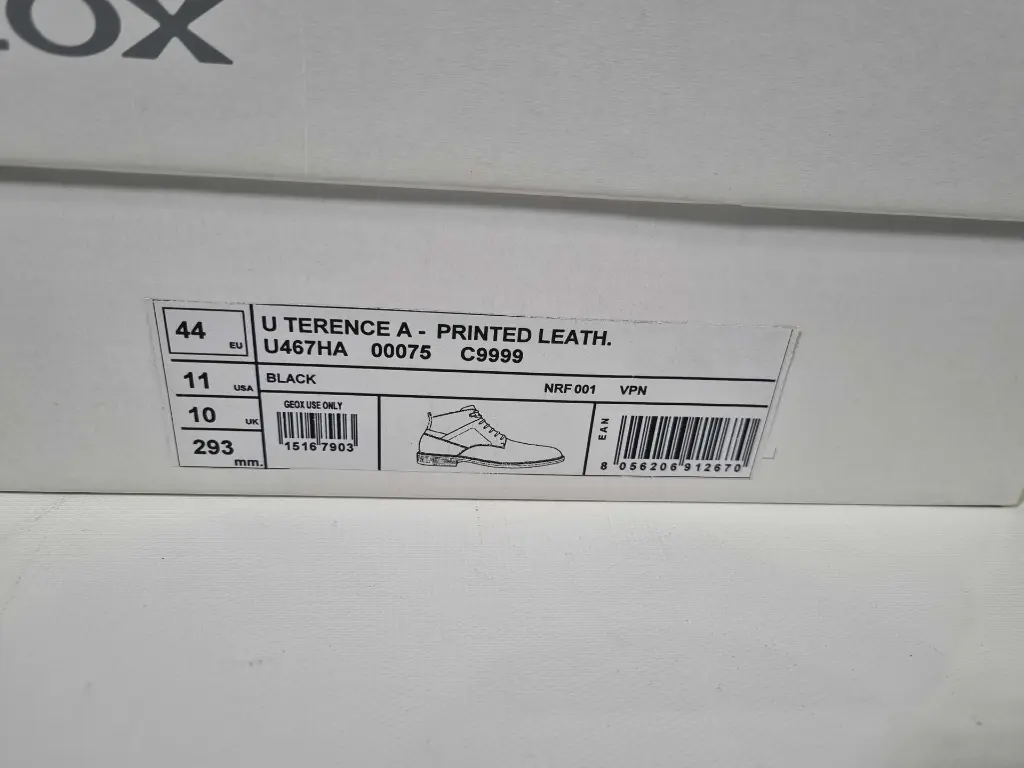 OX
44 EU
U TERENCE A - PRINTED LEATH.
U467HA 00075 C9999
11 USA
BLACK
NRF 001 VPN
10 UK
293 mm.
GEOX USE ONLY
15167903
EAN
8 056206 912670